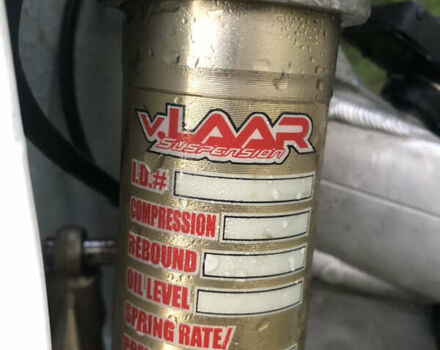 v.LAAR
SUSPENSION
I.D.#
COMPRESSION
REBOUND
OIL LEVEL
SPRING RATE/